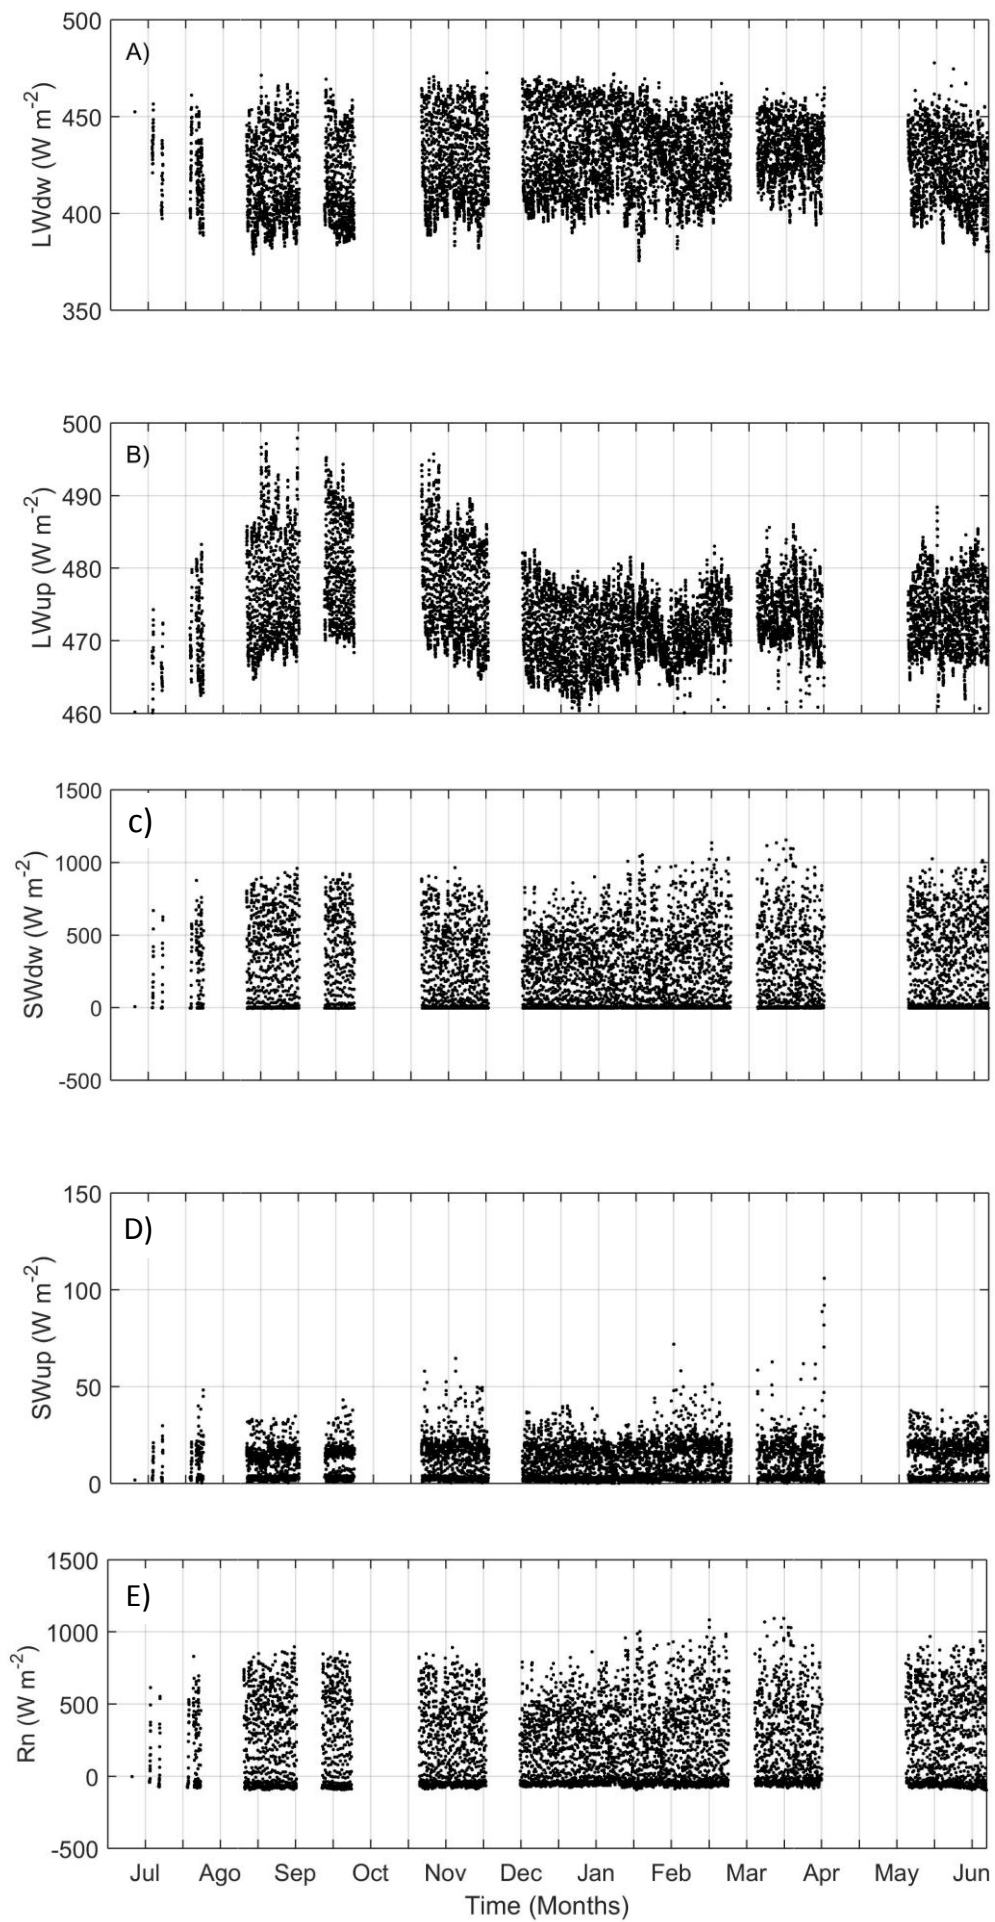 500
A)
450
400
350
LWdw (W m-2)
500
B)
490
480
470
460
LWup (W m-2)
1500
c)
1000
500
0
-500
SWdw (W m-2)
150
D)
100
50
0
SWup (W m-2)
1500
E)
1000
500
0
-500
Rn (W m-2)
Jul Ago Sep Oct Nov Dec Jan Feb Mar Apr May Jun
Time (Months)